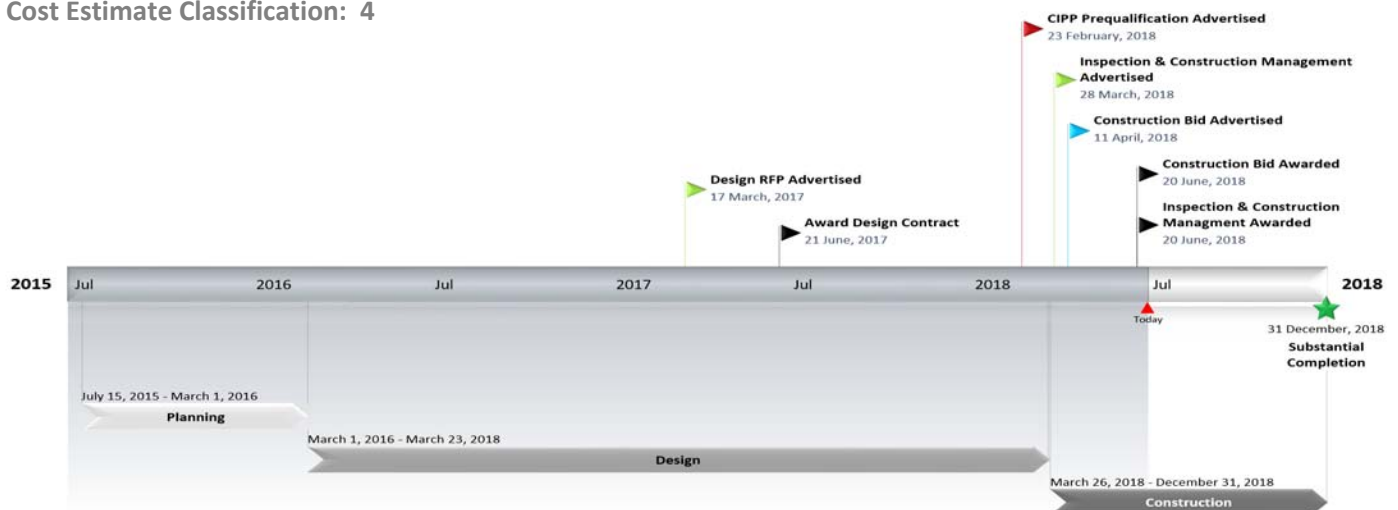 Cost Estimate Classification: 4
CIPP Prequalification Advertised
23 February, 2018
Inspection & Construction Management
Advertised
28 March, 2018
Construction Bid Advertised
11 April, 2018
Construction Bid Awarded
20 June, 2018
Design RFP Advertised
17 March, 2017
Inspection & Construction
Managment Awarded
20 June, 2018
Award Design Contract
21 June, 2017
2015 Jul 2016 Jul 2017 Jul 2018 Jul 2018
Today
31 December, 2018
Substantial
Completion
July 15, 2015 - March 1, 2016
Planning
March 1, 2016 - March 23, 2018
Design
March 26, 2018 - December 31, 2018
Construction